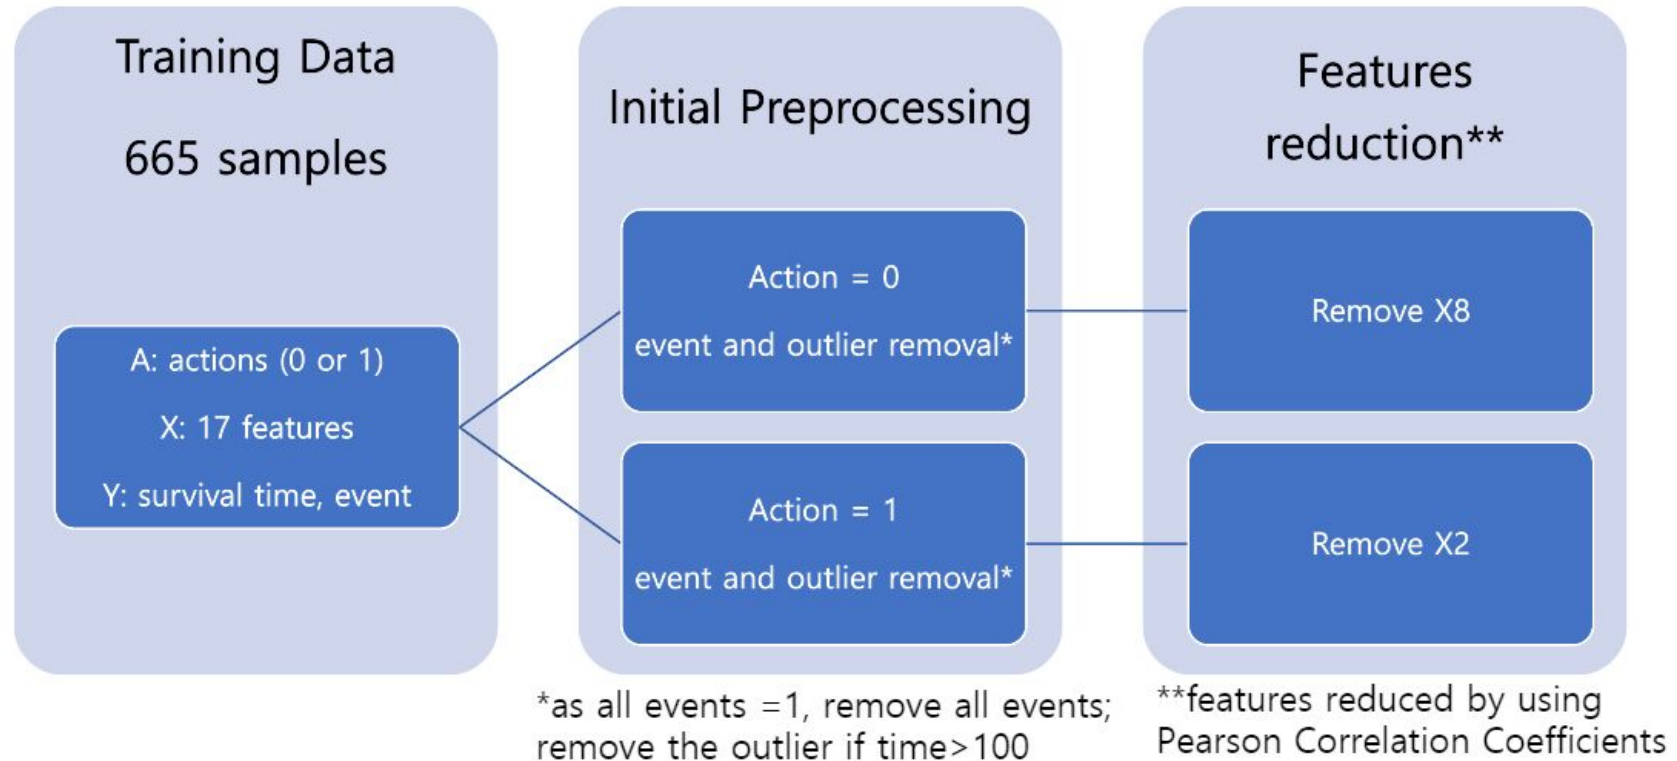 Training Data
665 samples
A: actions (0 or 1)
X: 17 features
Y: survival time, event
Initial Preprocessing
Action = 0
event and outlier removal*
Action = 1
event and outlier removal*
*as all events =1, remove all events;
remove the outlier if time>100
Features
reduction**
Remove X8
Remove X2
**features reduced by using
Pearson Correlation Coefficients